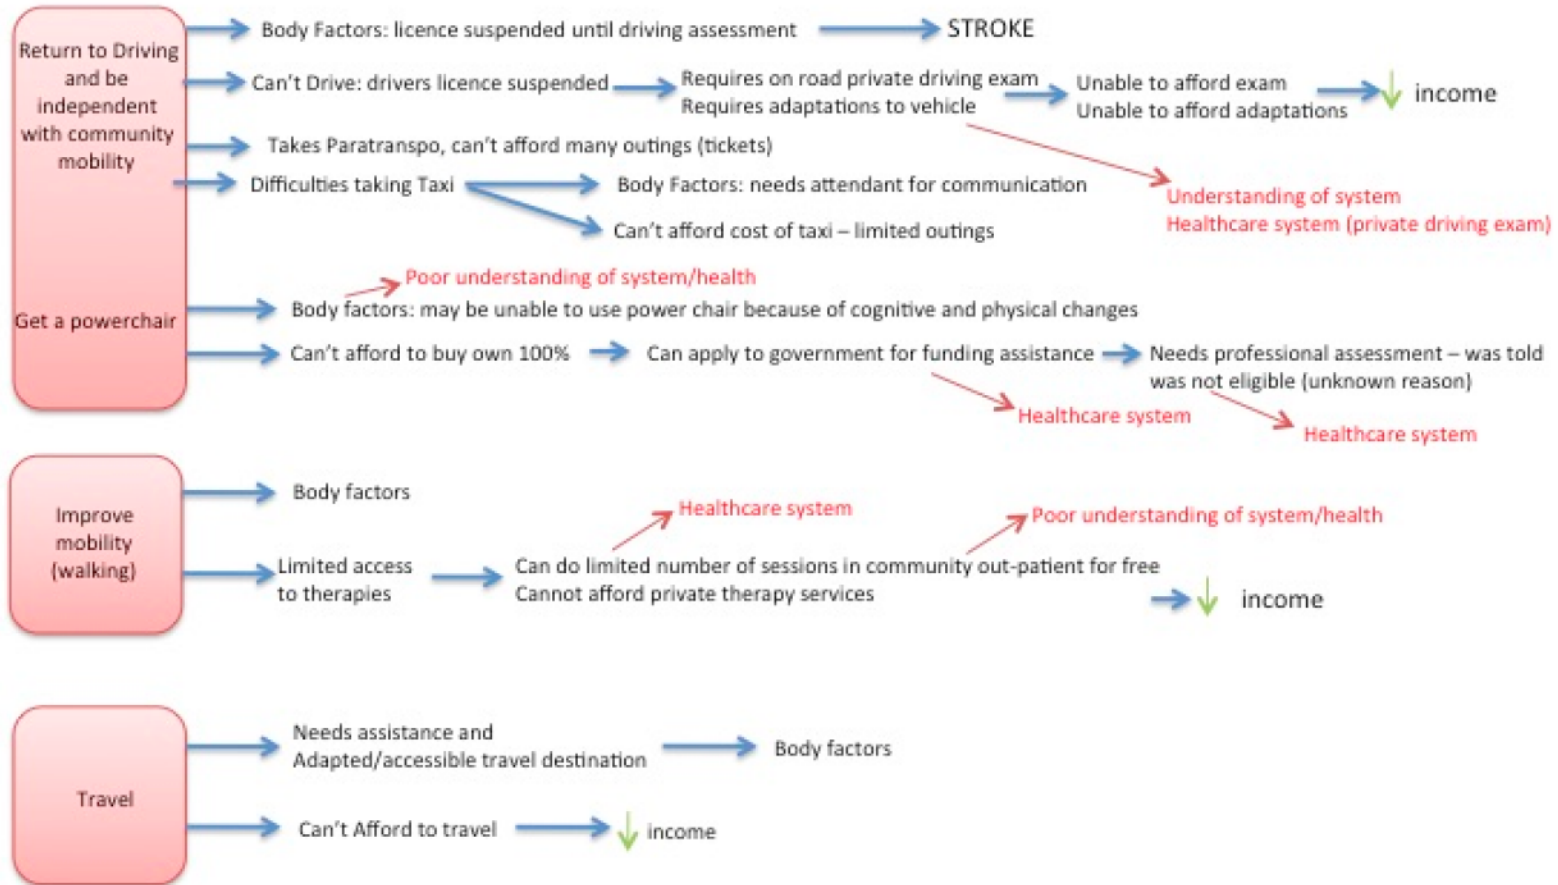 Return to Driving
and be
independent
with community
mobility
Body Factors: licence suspended until driving assessment
STROKE
Can't Drive: drivers licence suspended
Requires on road private driving exam
Requires adaptations to vehicle
Unable to afford exam
Unable to afford adaptations
income
Takes Paratranspo, can't afford many outings (tickets)
Difficulties taking Taxi
Body Factors: needs attendant for communication
Can't afford cost of taxi – limited outings
Understanding of system
Healthcare system (private driving exam)
Get a powerchair
Poor understanding of system/health
Body factors: may be unable to use power chair because of cognitive and physical changes
Can't afford to buy own 100%
Can apply to government for funding assistance
Needs professional assessment – was told
was not eligible (unknown reason)
Healthcare system
Healthcare system
Improve
mobility
(walking)
Body factors
Limited access
to therapies
Healthcare system
Poor understanding of system/health
Can do limited number of sessions in community out-patient for free
Cannot afford private therapy services
income
Travel
Needs assistance and
Adapted/accessible travel destination
Body factors
Can't Afford to travel
income